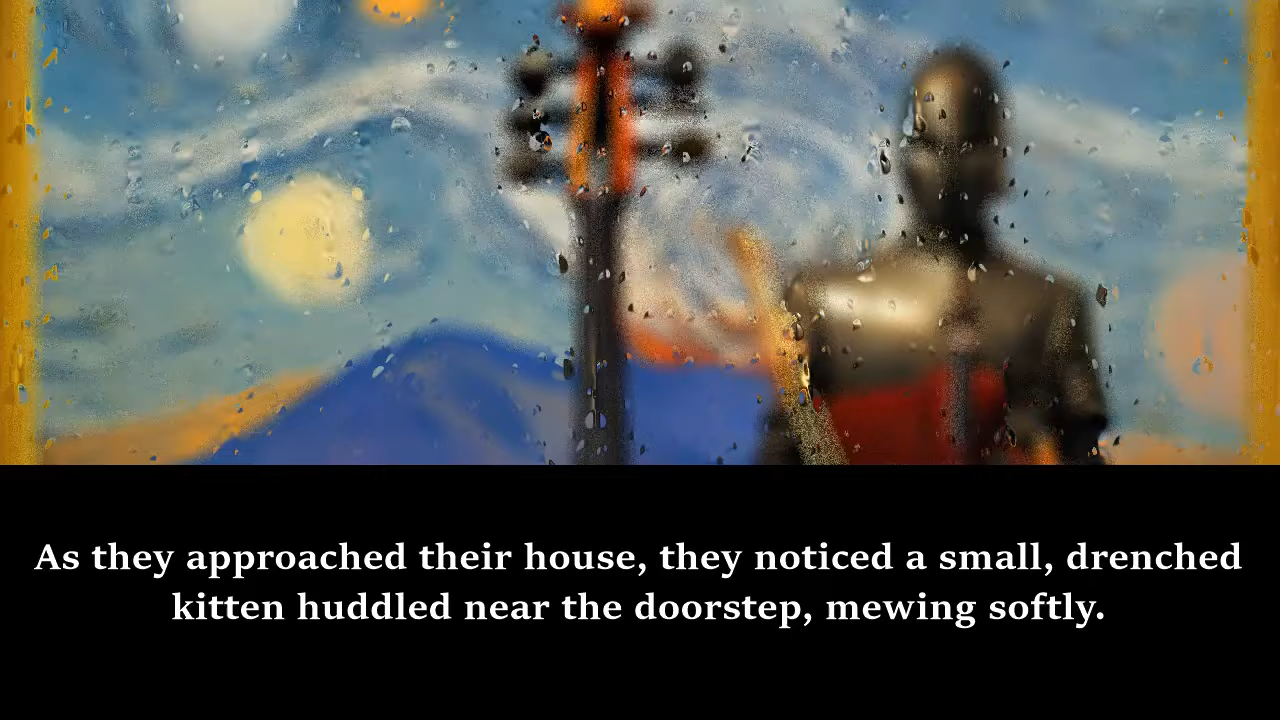 As they approached their house, they noticed a small, drenched
kitten huddled near the doorstep, mewing softly.